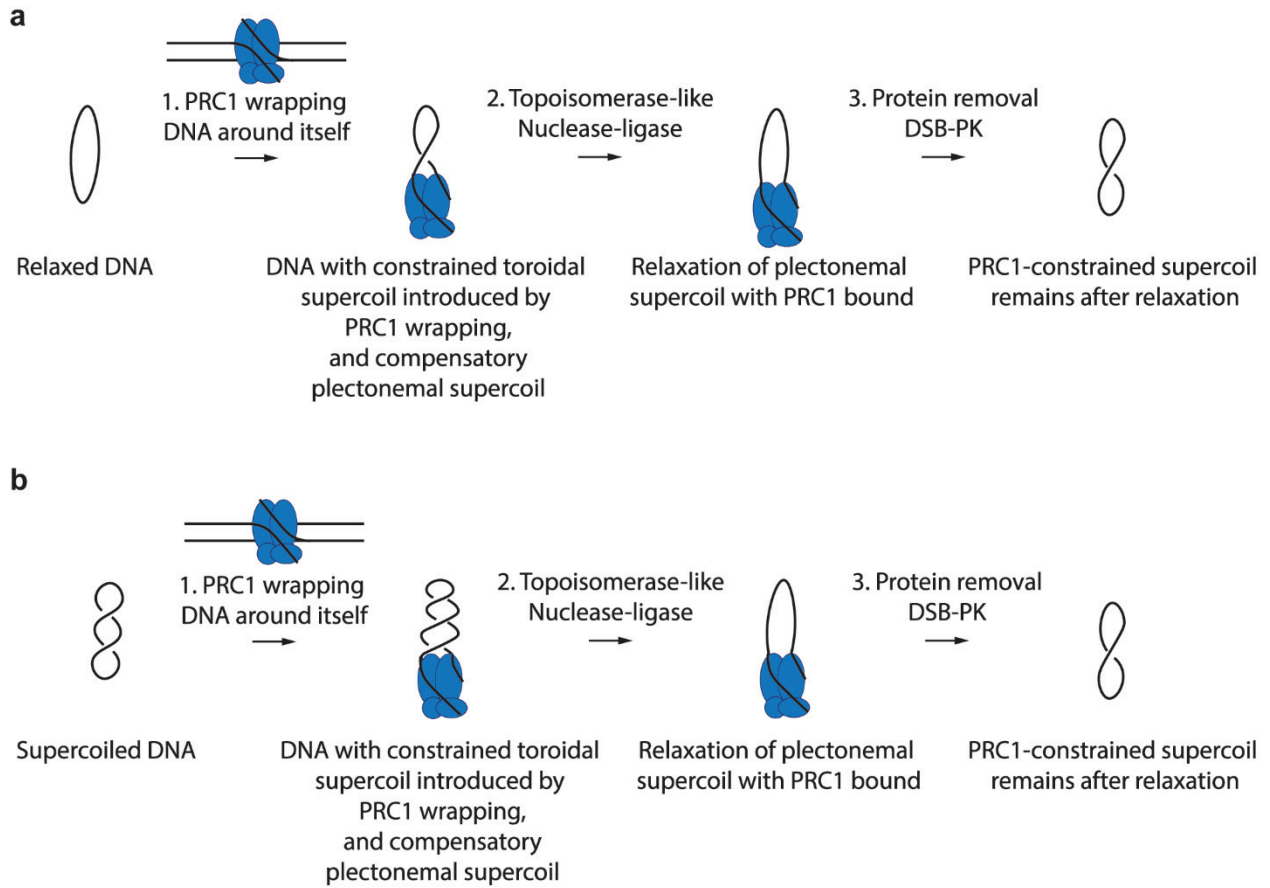 a
1. PRC1 wrapping
DNA around itself
2. Topoisomerase-like
Nuclease-ligase
3. Protein removal
DSB-PK
Relaxed DNA
DNA with constrained toroidal
supercoil introduced by
PRC1 wrapping,
and compensatory
plectonemal supercoil
Relaxation of plectonemal
supercoil with PRC1 bound
PRC1-constrained supercoil
remains after relaxation
b
1. PRC1 wrapping
DNA around itself
2. Topoisomerase-like
Nuclease-ligase
3. Protein removal
DSB-PK
Supercoiled DNA
DNA with constrained toroidal
supercoil introduced by
PRC1 wrapping,
and compensatory
plectonemal supercoil
Relaxation of plectonemal
supercoil with PRC1 bound
PRC1-constrained supercoil
remains after relaxation